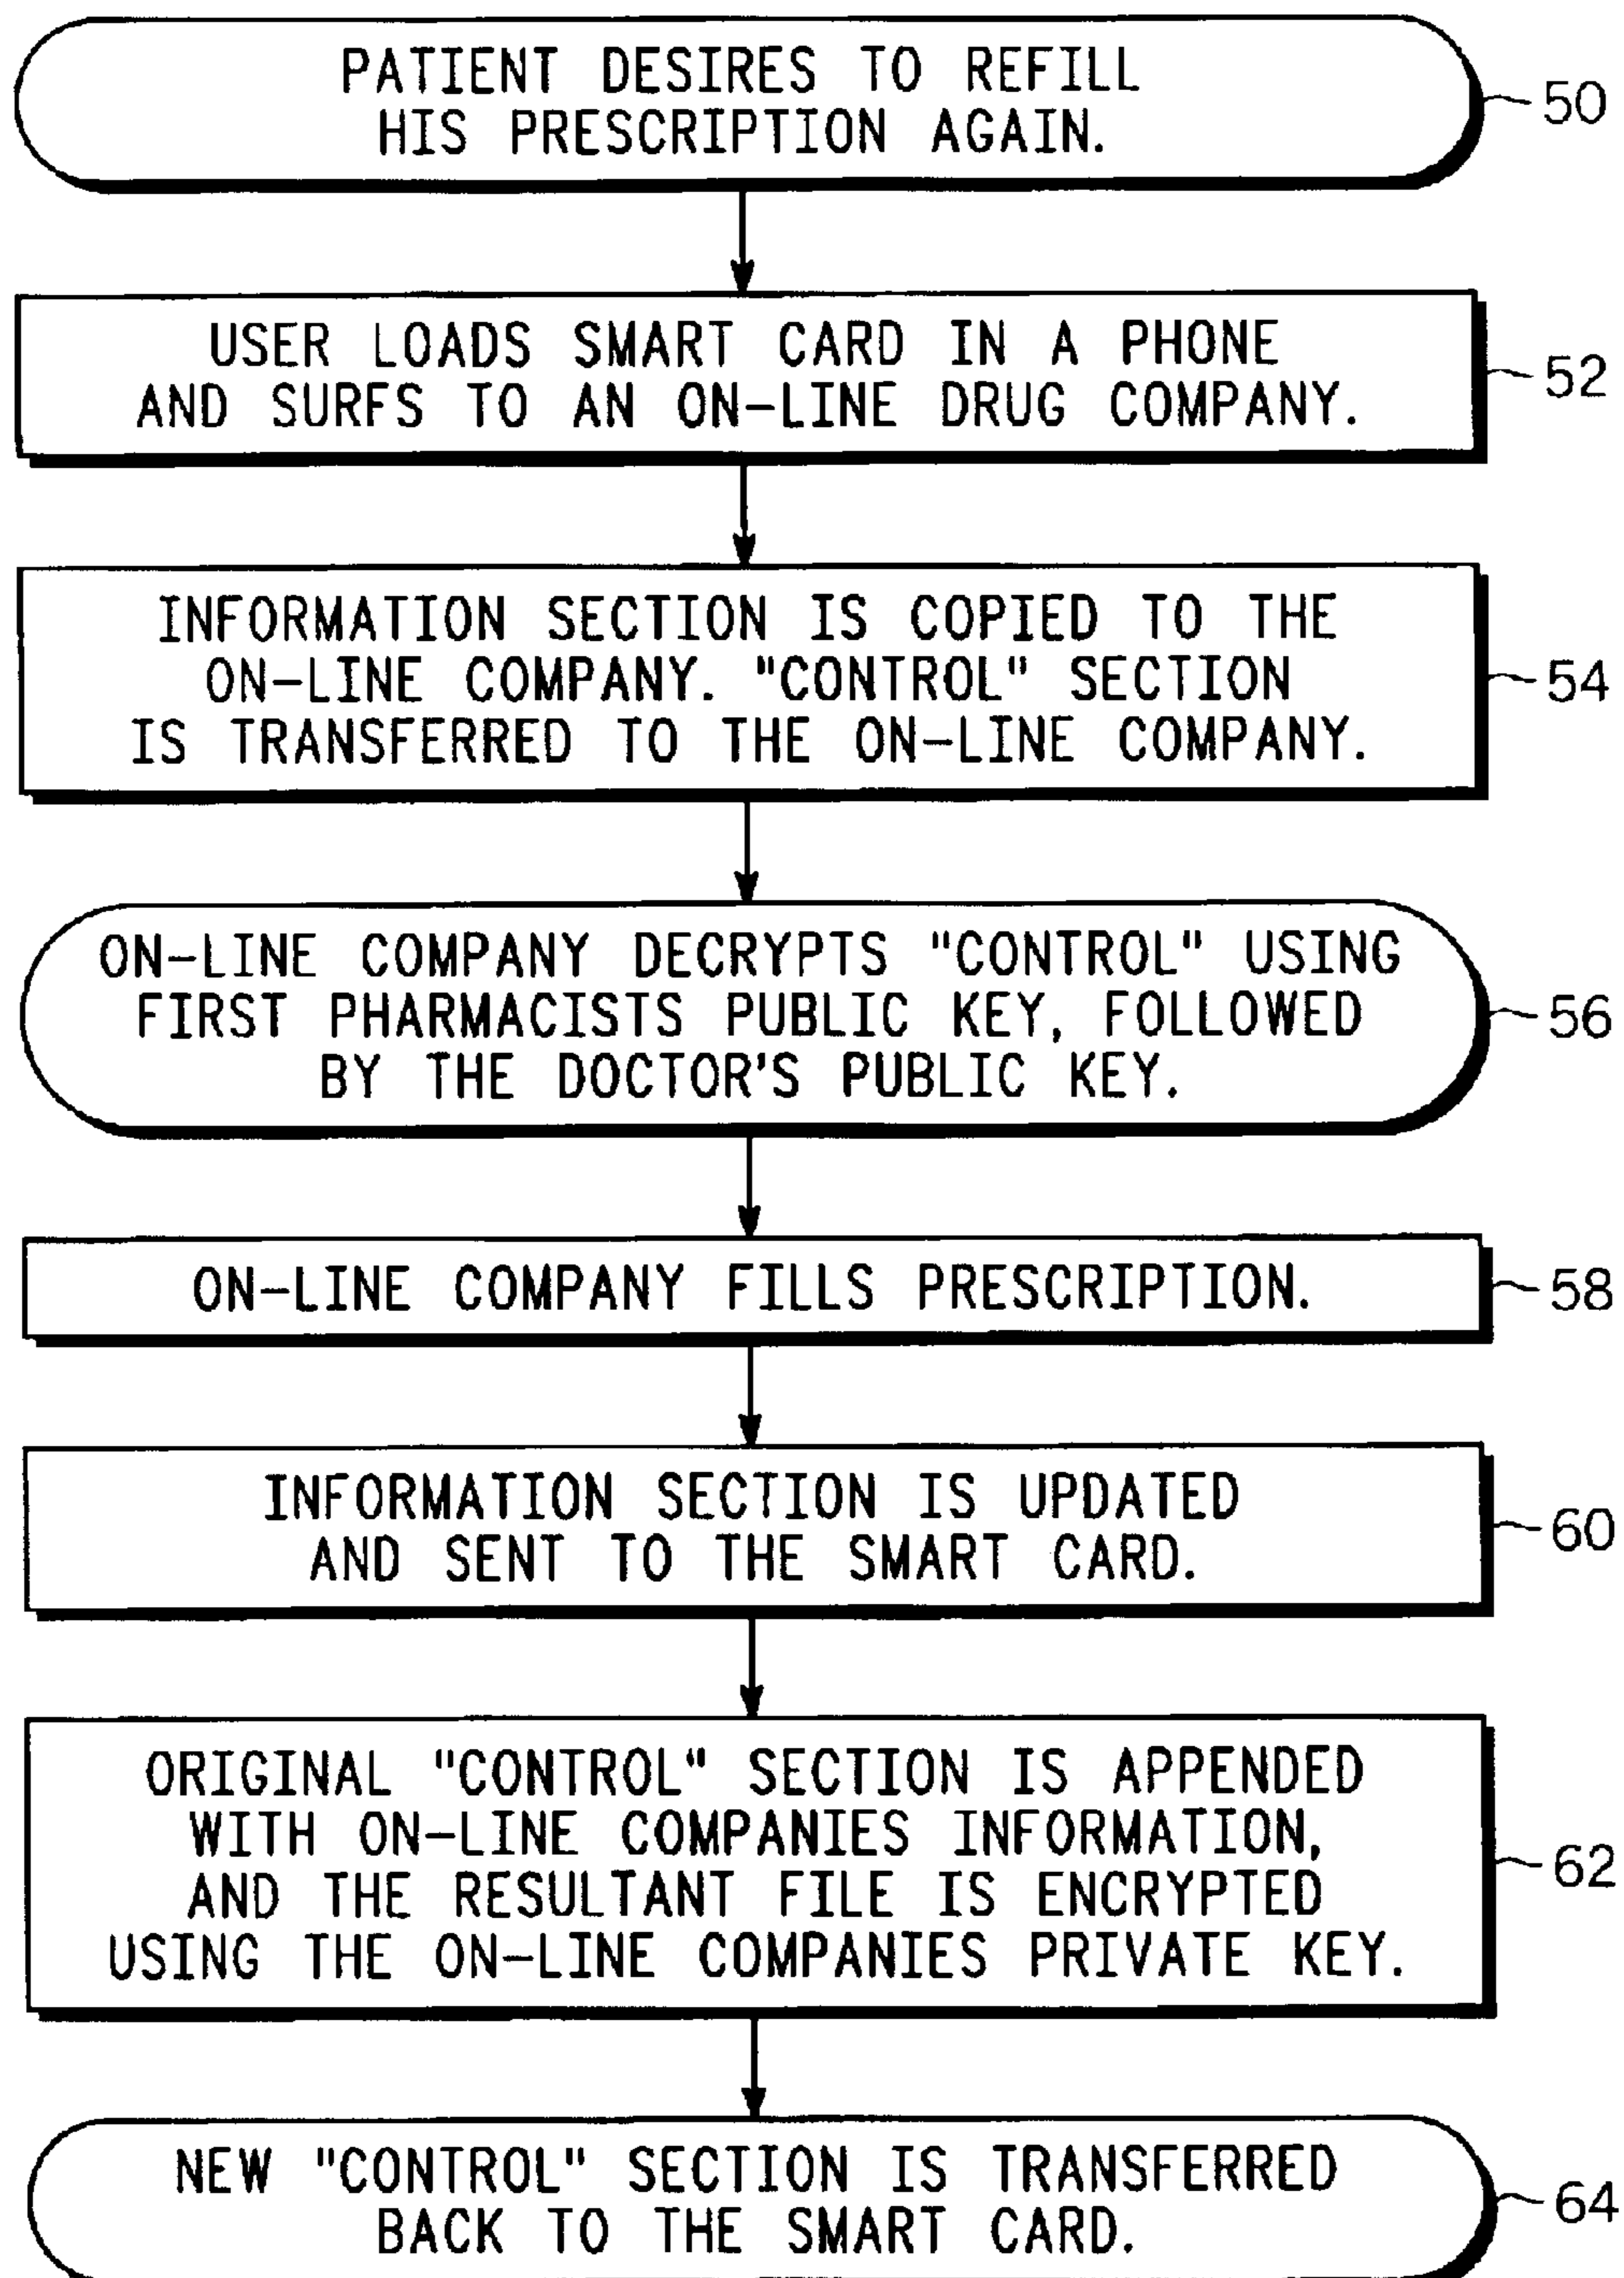 PATIENT DESIRES TO REFILL
HIS PRESCRIPTION AGAIN.
50
USER LOADS SMART CARD IN A PHONE
AND SURFS TO AN ON-LINE DRUG COMPANY.
52
INFORMATION SECTION IS COPIED TO THE
ON-LINE COMPANY. "CONTROL" SECTION
IS TRANSFERRED TO THE ON-LINE COMPANY.
54
ON-LINE COMPANY DECRYPTS "CONTROL" USING
FIRST PHARMACISTS PUBLIC KEY, FOLLOWED
BY THE DOCTOR'S PUBLIC KEY.
56
ON-LINE COMPANY FILLS PRESCRIPTION.
58
INFORMATION SECTION IS UPDATED
AND SENT TO THE SMART CARD.
60
ORIGINAL "CONTROL" SECTION IS APPENDED
WITH ON-LINE COMPANIES INFORMATION,
AND THE RESULTANT FILE IS ENCRYPTED
USING THE ON-LINE COMPANIES PRIVATE KEY.
62
NEW "CONTROL" SECTION IS TRANSFERRED
BACK TO THE SMART CARD.
64